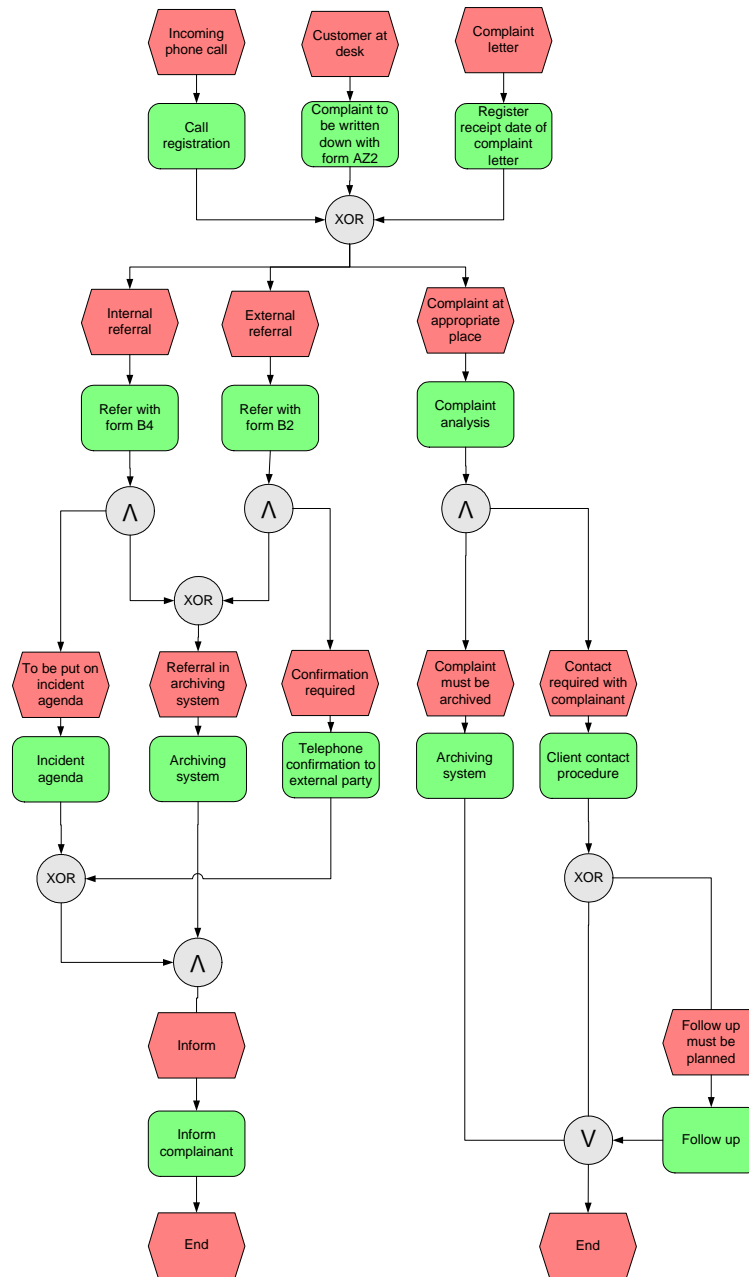 Incoming
phone call
Customer at
desk
Complaint
letter
Call
registration
Complaint to
be written
down with
form AZ2
Register
receipt date of
complaint
letter
XOR
Internal
referral
External
referral
Complaint at
appropriate
place
Refer with
form B4
Refer with
form B2
Complaint
analysis
Λ
Λ
Λ
XOR
To be put on
incident
agenda
Referral in
archiving
system
Confirmation
required
Complaint
must be
archived
Contact
required with
complainant
Incident
agenda
Archiving
system
Telephone
confirmation to
external party
Archiving
system
Client contact
procedure
XOR
XOR
Λ
Inform
Follow up
must be
planned
Inform
complainant
V
Follow up
End
End